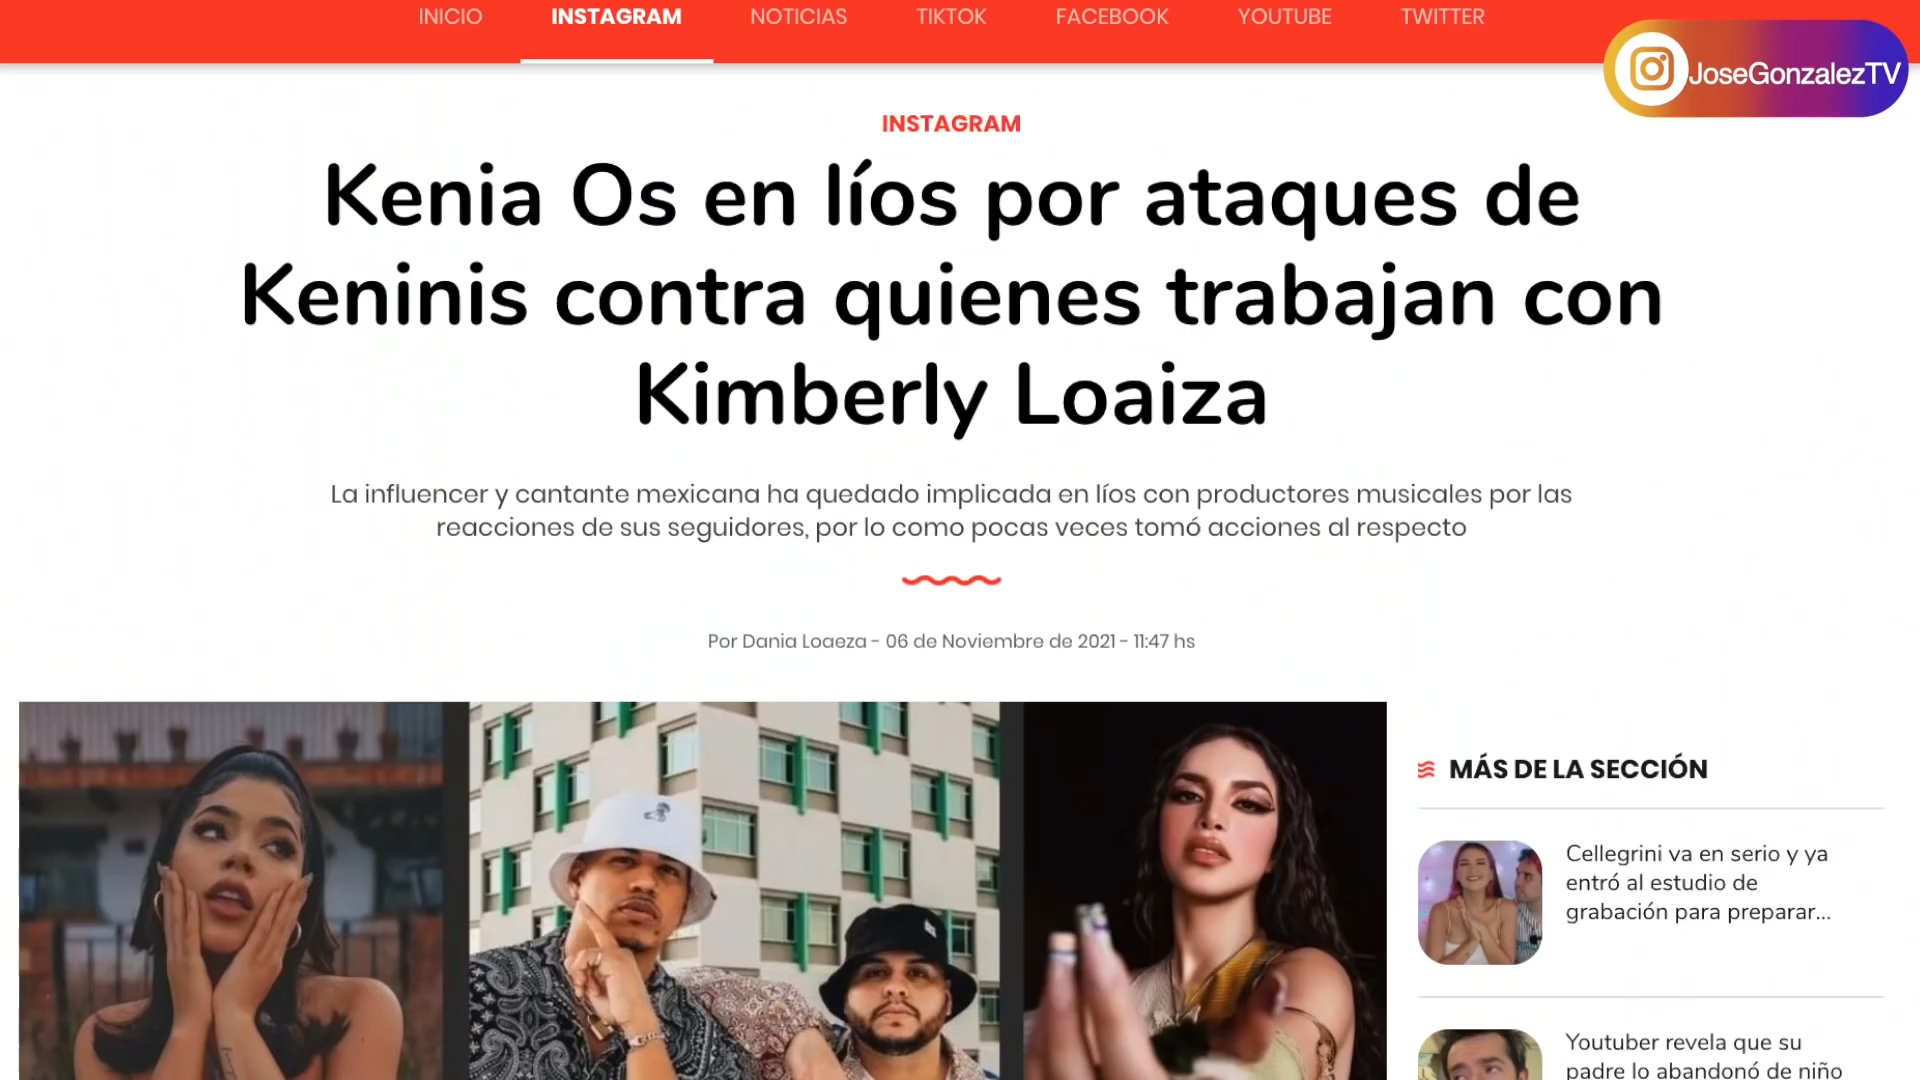 INICIO INSTAGRAM NOTICIAS TIKTOK FACEBOOK YOUTUBE TWITTER
JoseGonzalezTV
INSTAGRAM
Kenia Os en líos por ataques de
Keninis contra quienes trabajan con
Kimberly Loaiza
La influencer y cantante mexicana ha quedado implicada en líos con productores musicales por las
reacciones de sus seguidores, por lo como pocas veces tomó acciones al respecto
Por Dania Loaeza - 06 de Noviembre de 2021 - 11:47 hs
MÁS DE LA SECCIÓN
Cellegrini va en serio y ya
entró al estudio de
grabación para preparar...
Youtuber revela que su
padre lo abandonó de niño